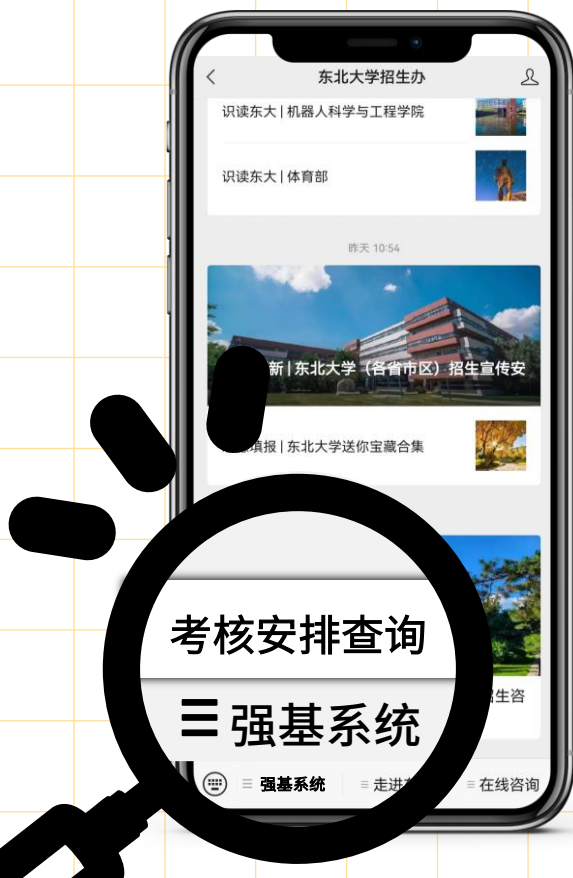 东北大学招生办
识读东大 | 机器人科学与工程学院
识读东大 | 体育部
昨天 10:54
新 | 东北大学（各省市区）招生宣传安
填报 | 东北大学送你宝藏合集
考核安排查询
生咨
强基系统
强基系统
走进
在线咨询